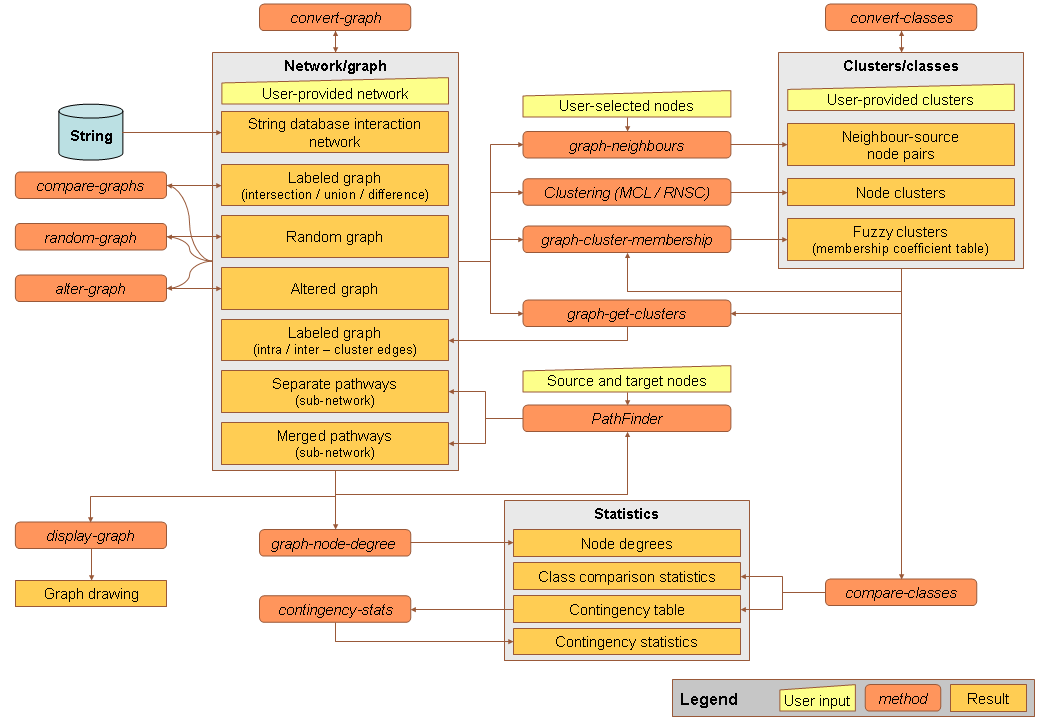 convert-graph
convert-classes
Network/graph
User-provided network
String database interaction
network
Labeled graph
(intersection / union / difference)
Random graph
Altered graph
Labeled graph
(intra / inter – cluster edges)
Separate pathways
(sub-network)
Merged pathways
(sub-network)
String
compare-graphs
random-graph
alter-graph
User-selected nodes
graph-neighbours
Clustering (MCL / RNSC)
graph-cluster-membership
graph-get-clusters
Source and target nodes
PathFinder
Clusters/classes
User-provided clusters
Neighbour-source
node pairs
Node clusters
Fuzzy clusters
(membership coefficient table)
display-graph
Graph drawing
graph-node-degree
contingency-stats
Statistics
Node degrees
Class comparison statistics
Contingency table
Contingency statistics
compare-classes
Legend
User input
method
Result